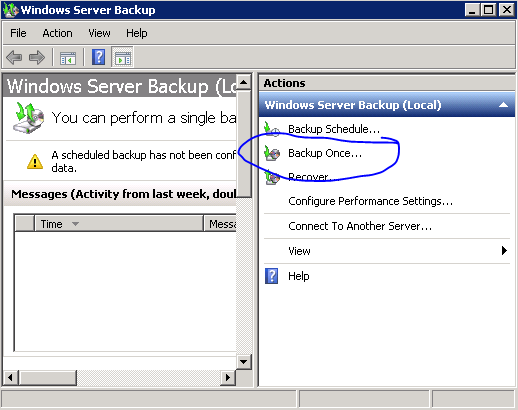 Windows Server Backup
File Action View Help
Windows Server Backup (Lo
You can perform a single ba
A scheduled backup has not been conf
data.
Messages (Activity from last week, doul
Time
Messa
Actions
Windows Server Backup (Local)
Backup Schedule...
Backup Once...
Recover...
Configure Performance Settings...
Connect To Another Server...
View
Help